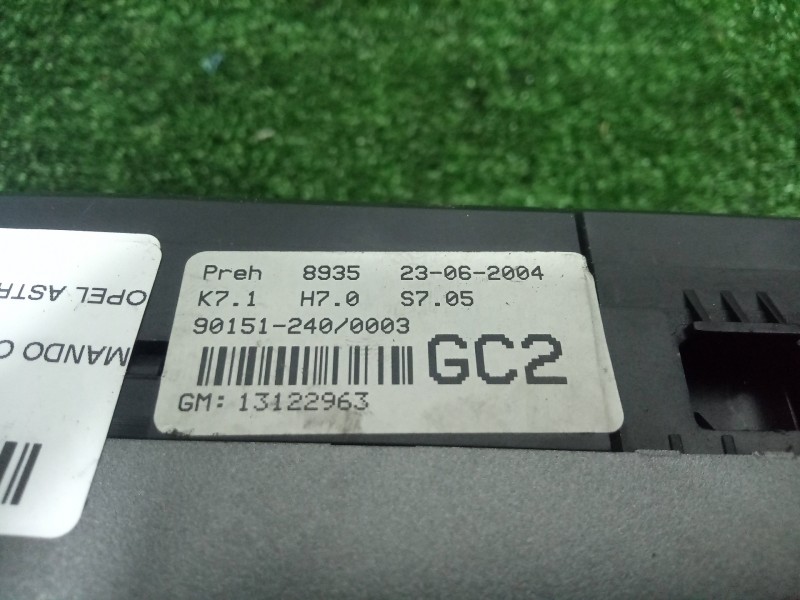 Preh 8935 23-06-2004
K7.1 H7.0 S7.05
90151-240/0003
GC2
GM: 13122963
MANDO C
OPEL ASTR